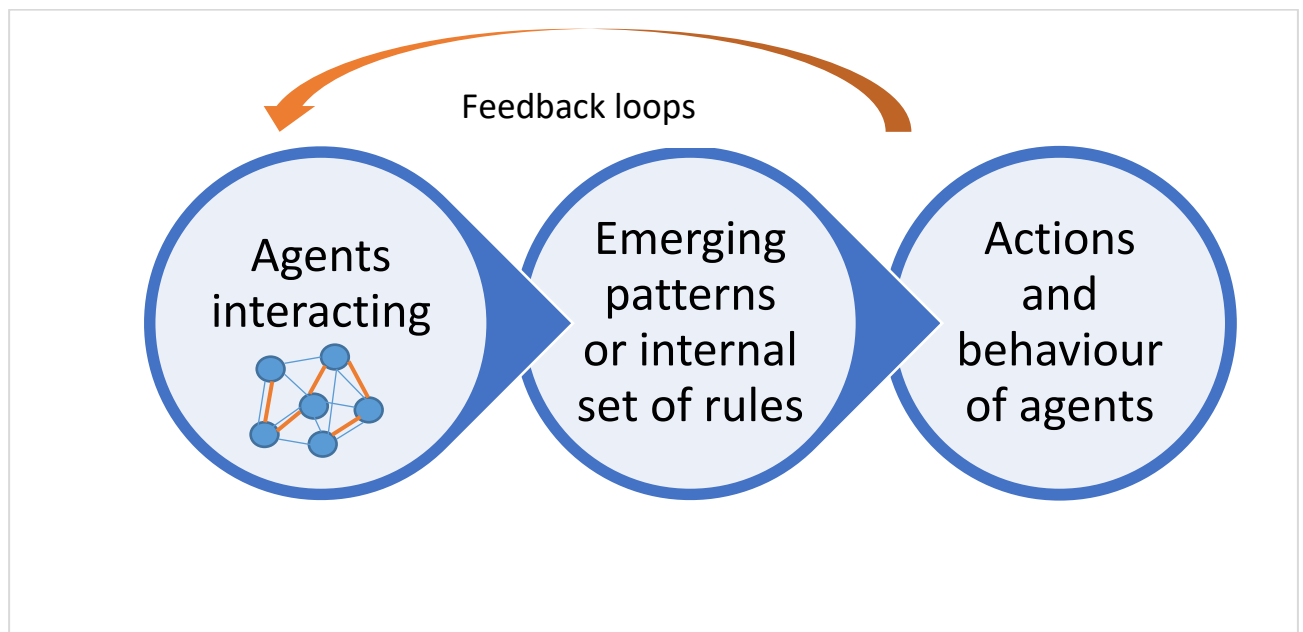 Feedback loops
Agents
interacting
Emerging
patterns
or internal
set of rules
Actions
and
behaviour
of agents